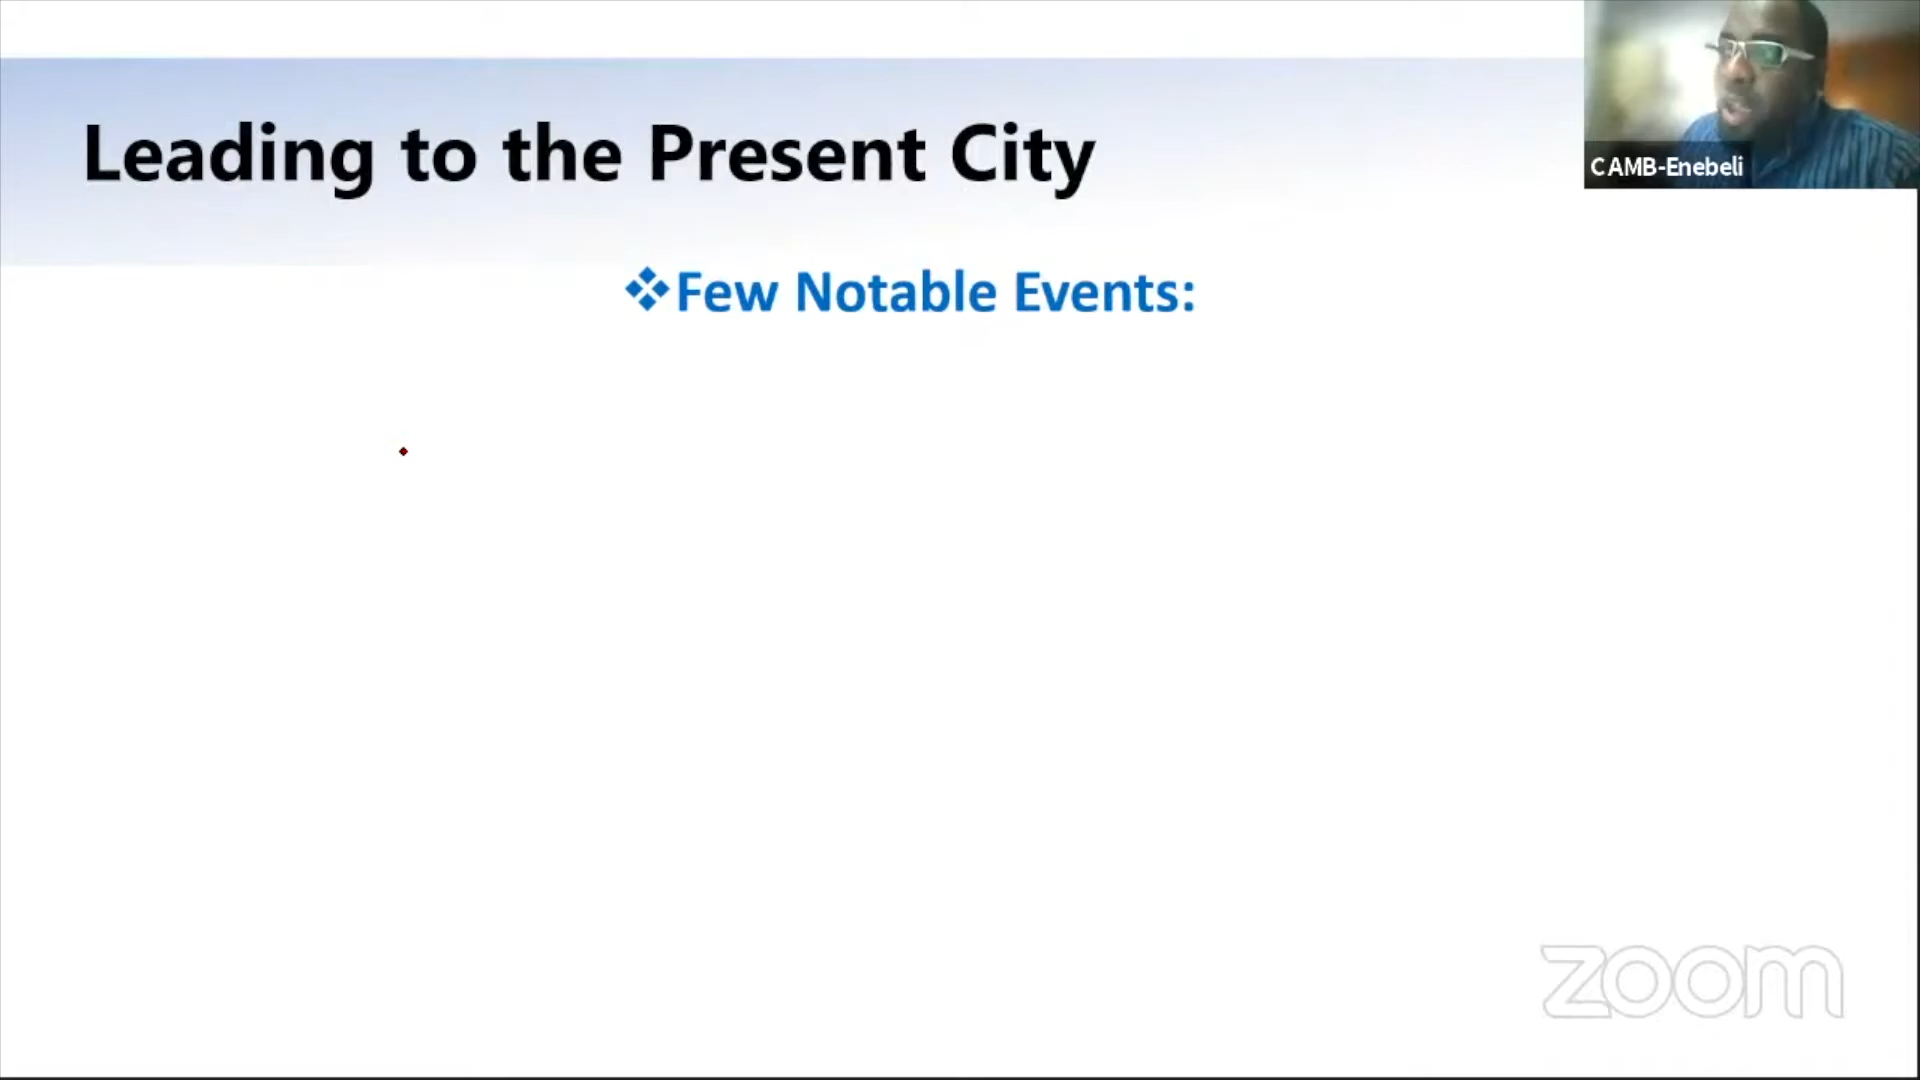 Leading to the Present City
CAMB-Enebeli
❖Few Notable Events:
zoom